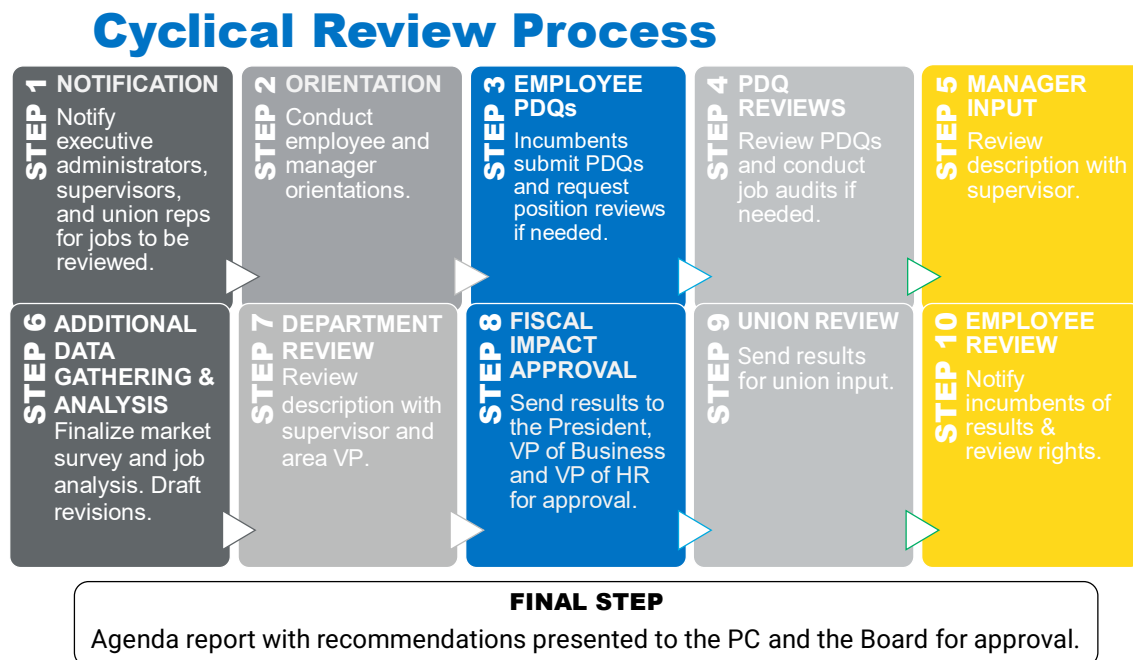 Cyclical Review Process
STEP 1
NOTIFICATION
Notify
executive
administrators,
supervisors,
and union reps
for jobs to be
reviewed.
STEP 2
ORIENTATION
Conduct
employee and
manager
orientations.
STEP 3
EMPLOYEE
PDQs
Incumbents
submit PDQs
and request
position reviews
if needed.
STEP 4
PDQ
REVIEWS
Review PDQs
and conduct
job audits if
needed.
STEP 5
MANAGER
INPUT
Review
description with
supervisor.
STEP 6
ADDITIONAL
DATA
GATHERING &
ANALYSIS
Finalize market
survey and job
analysis. Draft
revisions.
STEP 7
DEPARTMENT
REVIEW
Review
description with
supervisor and
area VP.
STEP 8
FISCAL
IMPACT
APPROVAL
Send results to
the President,
VP of Business
and VP of HR
for approval.
STEP 9
UNION REVIEW
Send results
for union input.
STEP 10
EMPLOYEE
REVIEW
Notify
incumbents of
results &
review rights.
FINAL STEP
Agenda report with recommendations presented to the PC and the Board for approval.